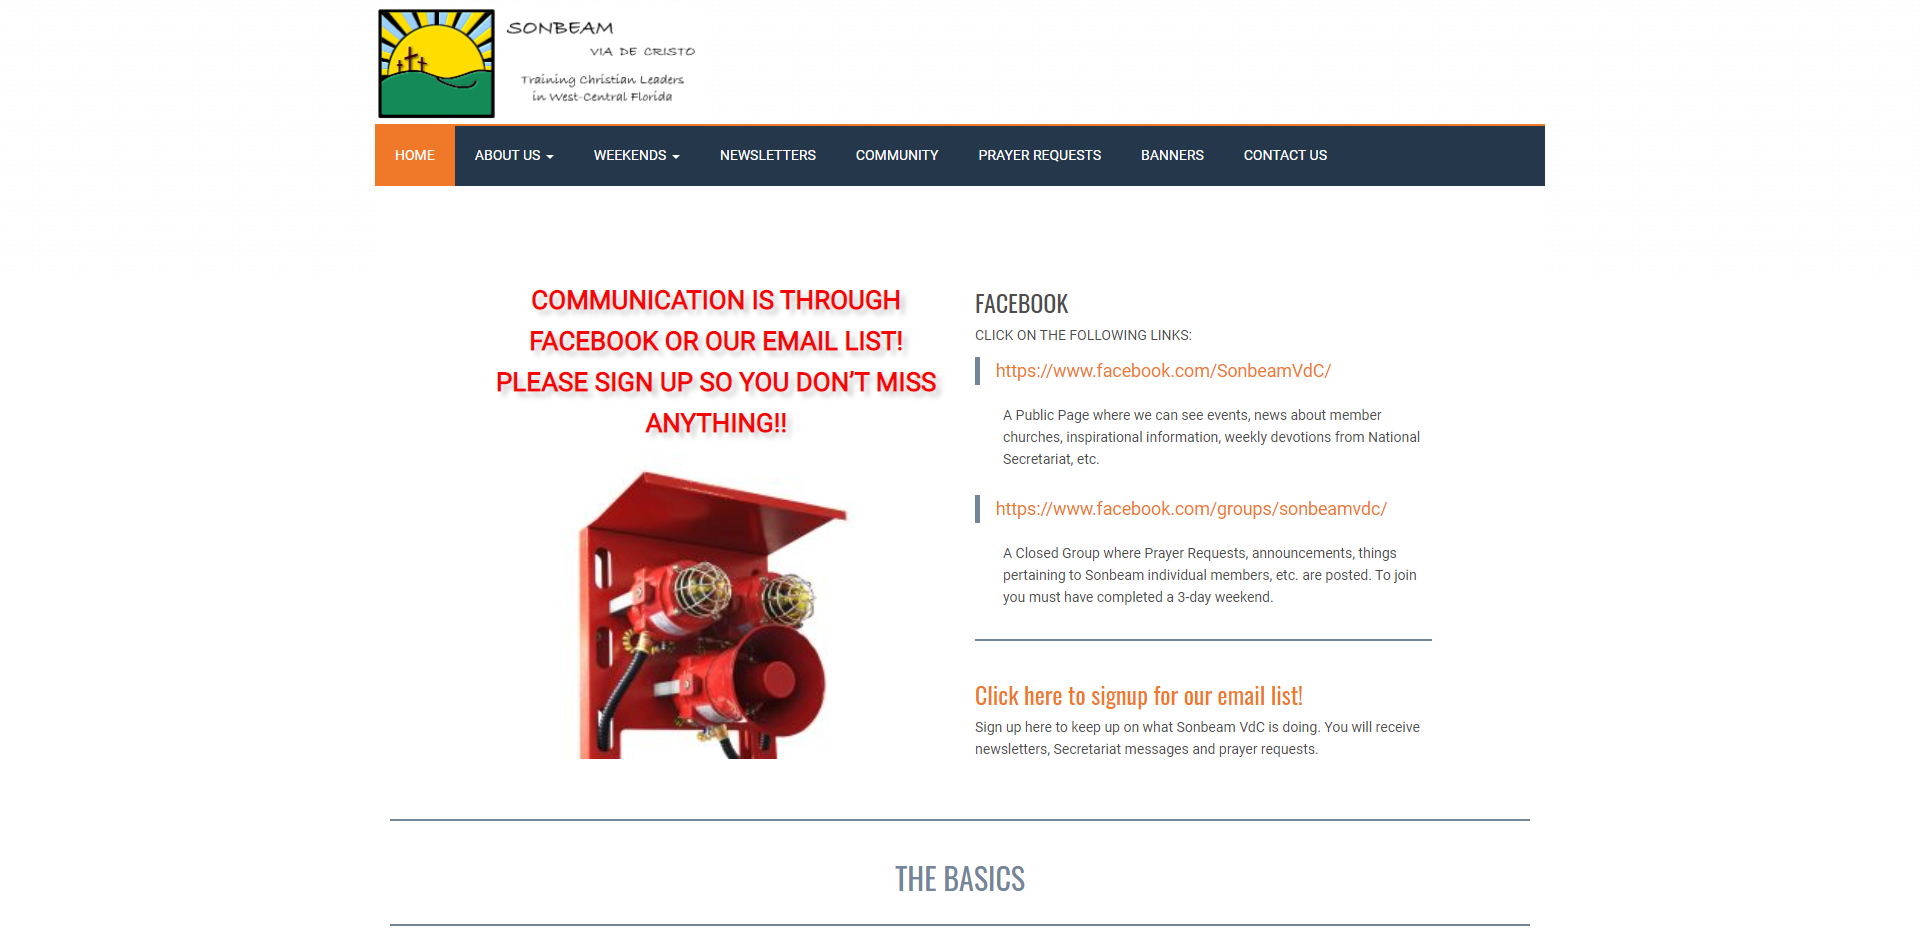 SONBEAM
VIA DE CRISTO
Training Christian Leaders
in West-Central Florida
HOME ABOUT US WEEKENDS NEWSLETTERS COMMUNITY PRAYER REQUESTS BANNERS CONTACT US
COMMUNICATION IS THROUGH
FACEBOOK OR OUR EMAIL LIST!
PLEASE SIGN UP SO YOU DON’T MISS
ANYTHING!!
FACEBOOK
CLICK ON THE FOLLOWING LINKS:
https://www.facebook.com/SonbeamVdC/
A Public Page where we can see events, news about member
churches, inspirational information, weekly devotions from National
Secretariat, etc.
https://www.facebook.com/groups/sonbeamvdc/
A Closed Group where Prayer Requests, announcements, things
pertaining to Sonbeam individual members, etc. are posted. To join
you must have completed a 3-day weekend.
Click here to signup for our email list!
Sign up here to keep up on what Sonbeam VdC is doing. You will receive
newsletters, Secretariat messages and prayer requests.
THE BASICS